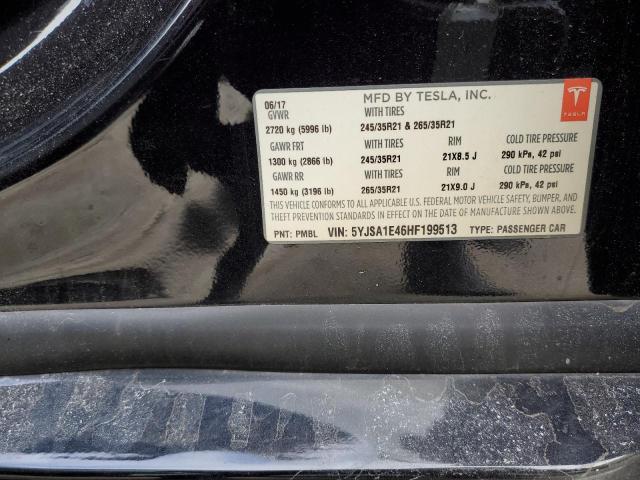 06/17 MFD BY TESLA, INC. TESLA
GVWR WITH TIRES
2720 kg (5996 lb) 245/35R21 & 265/35R21
GAWR FRT WITH TIRES RIM COLD TIRE PRESSURE
1300 kg (2866 lb) 245/35R21 21X8.5 J 290 kPa, 42 psi
GAWR RR WITH TIRES RIM COLD TIRE PRESSURE
1450 kg (3196 lb) 265/35R21 21X9.0 J 290 kPa, 42 psi
THIS VEHICLE CONFORMS TO ALL APPLICABLE U.S. FEDERAL MOTOR VEHICLE SAFETY, BUMPER, AND
THEFT PREVENTION STANDARDS IN EFFECT ON THE DATE OF MANUFACTURE SHOWN ABOVE.
PNT: PMBL VIN: 5YJSA1E46HF199513 TYPE: PASSENGER CAR